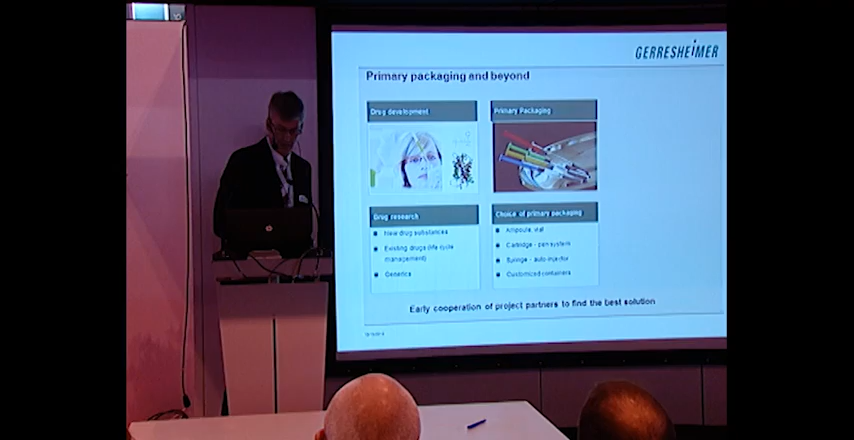 GERRESHEIMER
Primary packaging and beyond
Drug development
Primary Packaging
Drug research
New drug substances
Existing drugs (life cycle
management)
Generics
Choice of primary packaging
Ampoule, vial
Cartridge - pen system
Syringe - auto-injector
Customized containers
Early cooperation of project partners to find the best solution